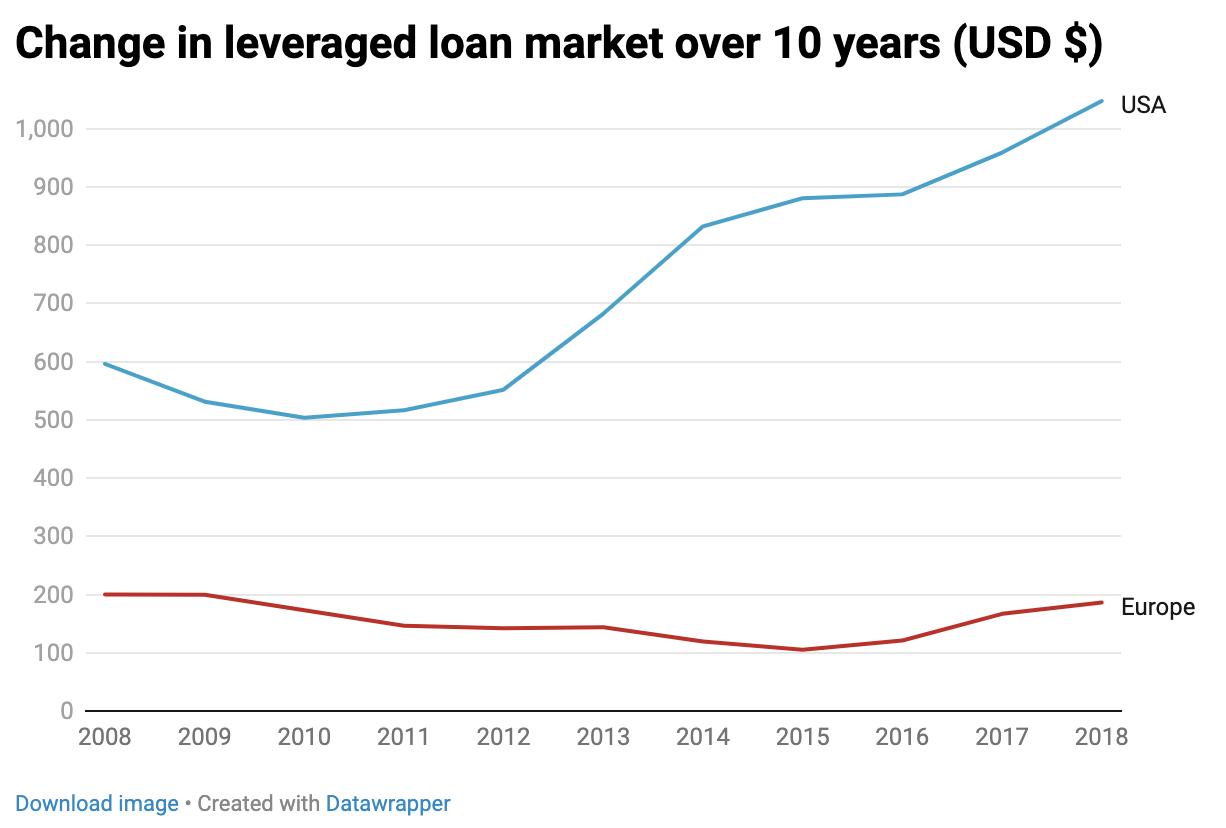 Change in leveraged loan market over 10 years (USD $)
USA
1,000
900
800
700
600
500
400
300
200
Europe
100
0
2008 2009 2010 2011 2012 2013 2014 2015 2016 2017 2018
Download image • Created with Datawrapper